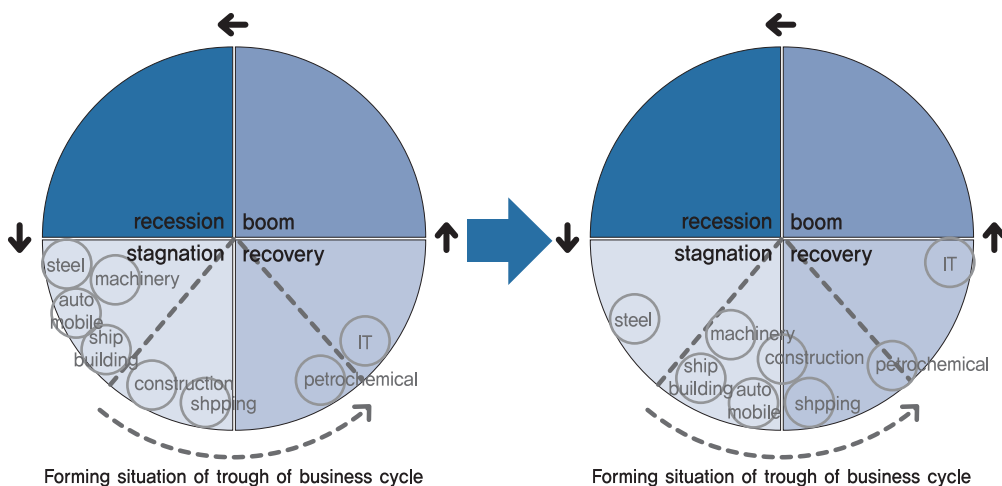 recession
boom
stagnation
recovery
steel
machinery
auto
mobile
ship
building
construction
shpping
IT
petrochemical
Forming situation of trough of business cycle
recession
boom
stagnation
recovery
IT
steel
machinery
construction
ship
building
petrochemical
auto
mobile
shpping
Forming situation of trough of business cycle